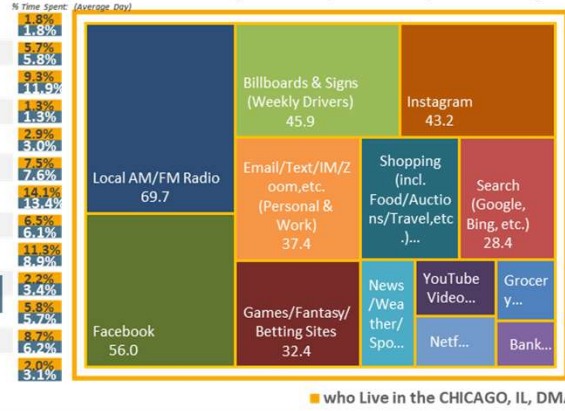 % Time Spent: (Average Day)
1.8%
1.8%
5.7%
5.8%
9.3%
11.9%
1.3%
1.3%
2.9%
3.0%
7.5%
7.6%
14.1%
13.4%
6.5%
6.1%
11.3%
8.9%
2.2%
3.4%
5.8%
5.7%
8.7%
6.2%
2.0%
3.1%
Local AM/FM Radio
69.7
Facebook
56.0
Billboards & Signs
(Weekly Drivers)
45.9
Instagram
43.2
Email/Text/IM/Z
oom,etc.
(Personal &
Work)
37.4
Shopping
(incl.
Food/Auctio
ns/Travel,etc
.)...
Search
(Google,
Bing, etc.)
28.4
Games/Fantasy/
Betting Sites
32.4
News
/Wea
ther/
Spo...
YouTube
Video...
Grocer
y...
Netf...
Bank...
who Live in the CHICAGO, IL, DMA